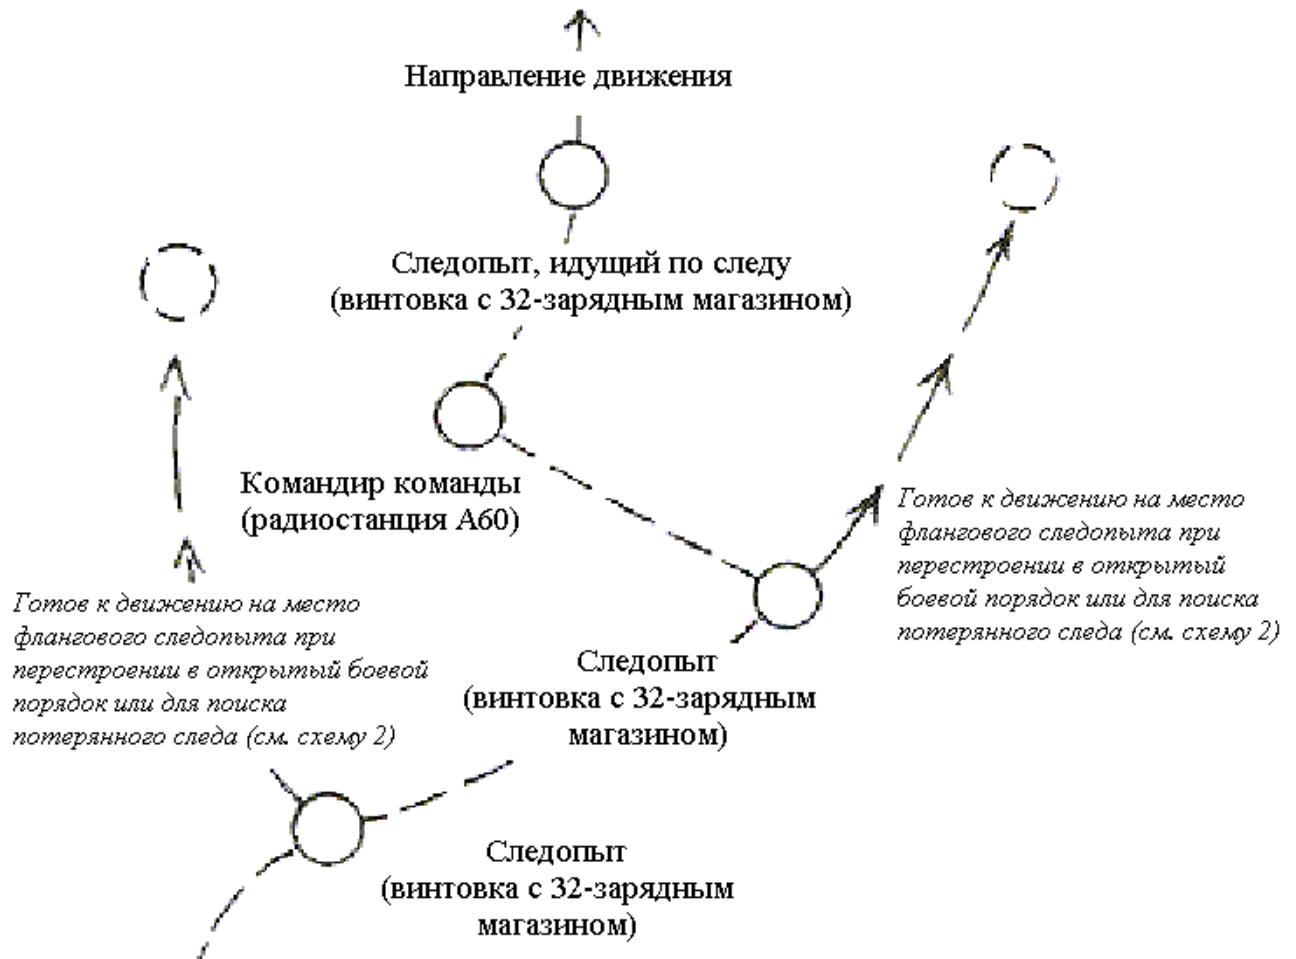 Направление движения
Следопыт, идущий по следу
(винтовка с 32-зарядным магазином)
Командир команды
(радиостанция А60)
Готов к движению на место
флангового следопыта при
перестроении в открытый
боевой порядок или для поиска
потерянного следа (см. схему 2)
Готов к движению на место
флангового следопыта при
перестроении в открытый боевой
порядок или для поиска
потерянного следа (см. схему 2)
Следопыт
(винтовка с 32-зарядным
магазином)
Следопыт
(винтовка с 32-зарядным
магазином)